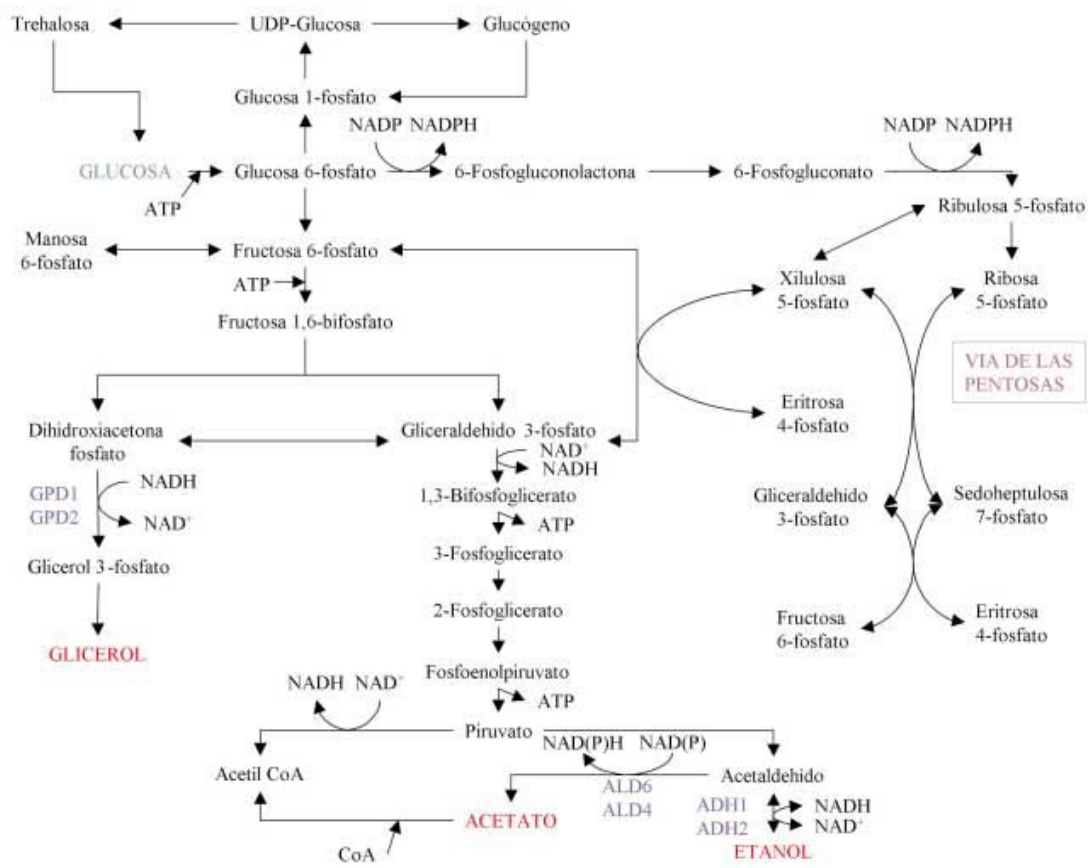 Trehalosa
UDP-Glucosa
Glucógeno
Glucosa 1-fosfato
NADP NADPH
NADP NADPH
GLUCOSA
Glucosa 6-fosfato
6-Fosfogluconolactona
6-Fosfogluconato
ATP
Ribulosa 5-fosfato
Manosa
6-fosfato
Fructosa 6-fosfato
ATP
Xilulosa
5-fosfato
Ribosa
5-fosfato
Fructosa 1,6-bifosfato
VIA DE LAS
PENTOSAS
Eritrosa
4-fosfato
Dihidroxiacetona
fosfato
Gliceraldehido 3-fosfato
NAD+
NADH
GPD1
GPD2
NADH
NAD+
1,3-Bifosfoglicerato
ATP
Gliceraldehido
3-fosfato
Sedoheptulosa
7-fosfato
3-Fosfoglicerato
Glicerol 3-fosfato
2-Fosfoglicerato
Fructosa
6-fosfato
Eritrosa
4-fosfato
GLICEROL
Fosfoenolpiruvato
NADH NAD+
ATP
Piruvato
NAD(P)H NAD(P)
Acetil CoA
Acetaldehido
ALD6
ALD4
ADH1
ADH2
NADH
NAD+
ACETATO
CoA
ETANOL